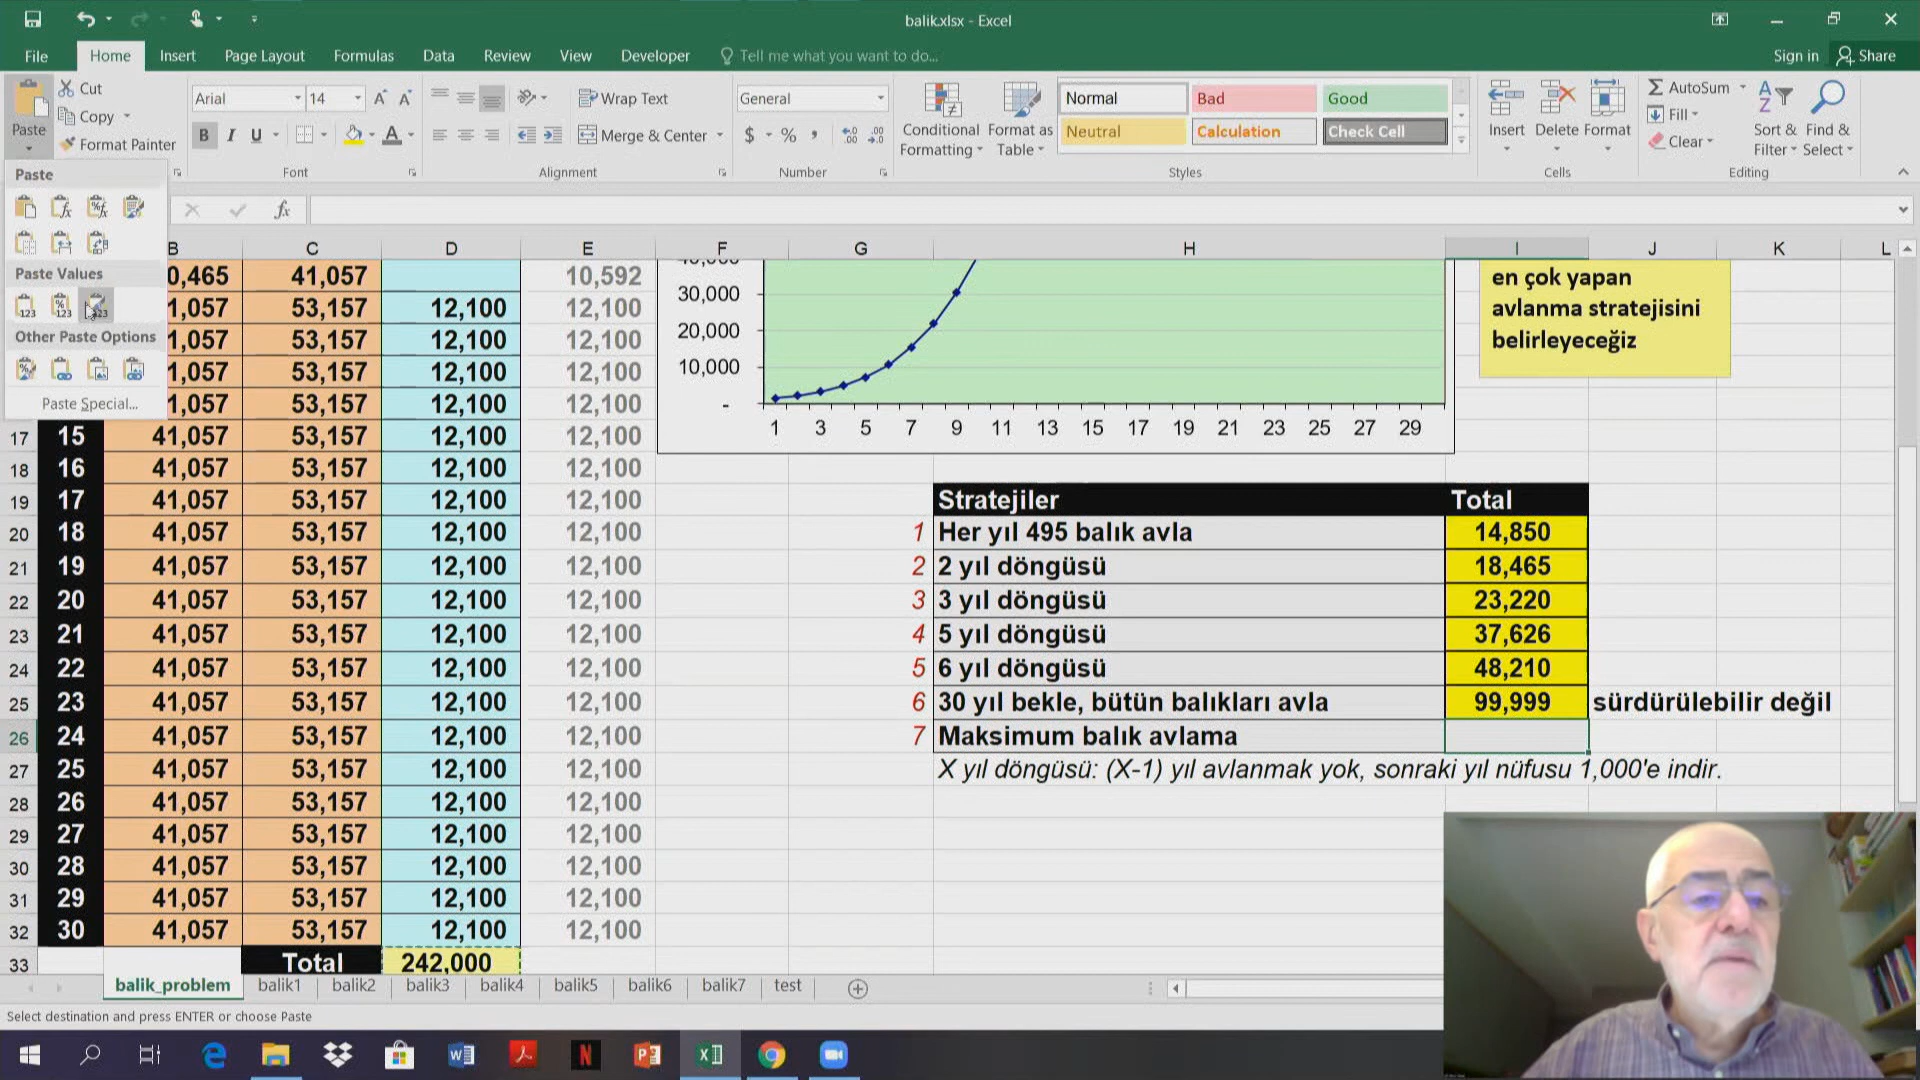 balik.xlsx - Excel
File Home Insert Page Layout Formulas Data Review View Developer Tell me what you want to do... Sign in Share
Paste Cut Copy Format Painter
Arial 14 B I U
Wrap Text
Merge & Center
General
$ %
Conditional Formatting
Format as Table
Normal Bad Good
Neutral Calculation Check Cell
Insert Delete Format
AutoSum
Fill
Clear
Sort & Filter
Find & Select
Font Alignment Number Styles Cells Editing
Paste
Paste Values
Other Paste Options
Paste Special...
fx
B C D E F G H I J K L
0,465 41,057 10,592
1,057 53,157 12,100 12,100
1,057 53,157 12,100 12,100
1,057 53,157 12,100 12,100
1,057 53,157 12,100 12,100
17 15 41,057 53,157 12,100 12,100
18 16 41,057 53,157 12,100 12,100
19 17 41,057 53,157 12,100 12,100
20 18 41,057 53,157 12,100 12,100
21 19 41,057 53,157 12,100 12,100
22 20 41,057 53,157 12,100 12,100
23 21 41,057 53,157 12,100 12,100
24 22 41,057 53,157 12,100 12,100
25 23 41,057 53,157 12,100 12,100
26 24 41,057 53,157 12,100 12,100
27 25 41,057 53,157 12,100 12,100
28 26 41,057 53,157 12,100 12,100
29 27 41,057 53,157 12,100 12,100
30 28 41,057 53,157 12,100 12,100
31 29 41,057 53,157 12,100 12,100
32 30 41,057 53,157 12,100 12,100
33 Total 242,000
30,000
20,000
10,000
-
1 3 5 7 9 11 13 15 17 19 21 23 25 27 29
en çok yapan
avlanma stratejisini
belirleyeceğiz
Stratejiler Total
1 Her yıl 495 balık avla 14,850
2 2 yıl döngüsü 18,465
3 3 yıl döngüsü 23,220
4 5 yıl döngüsü 37,626
5 6 yıl döngüsü 48,210
6 30 yıl bekle, bütün balıkları avla 99,999 sürdürülebilir değil
7 Maksimum balık avlama
X yıl döngüsü: (X-1) yıl avlanmak yok, sonraki yıl nüfusu 1,000'e indir.
balik_problem balik1 balik2 balik3 balik4 balik5 balik6 balik7 test
Select destination and press ENTER or choose Paste